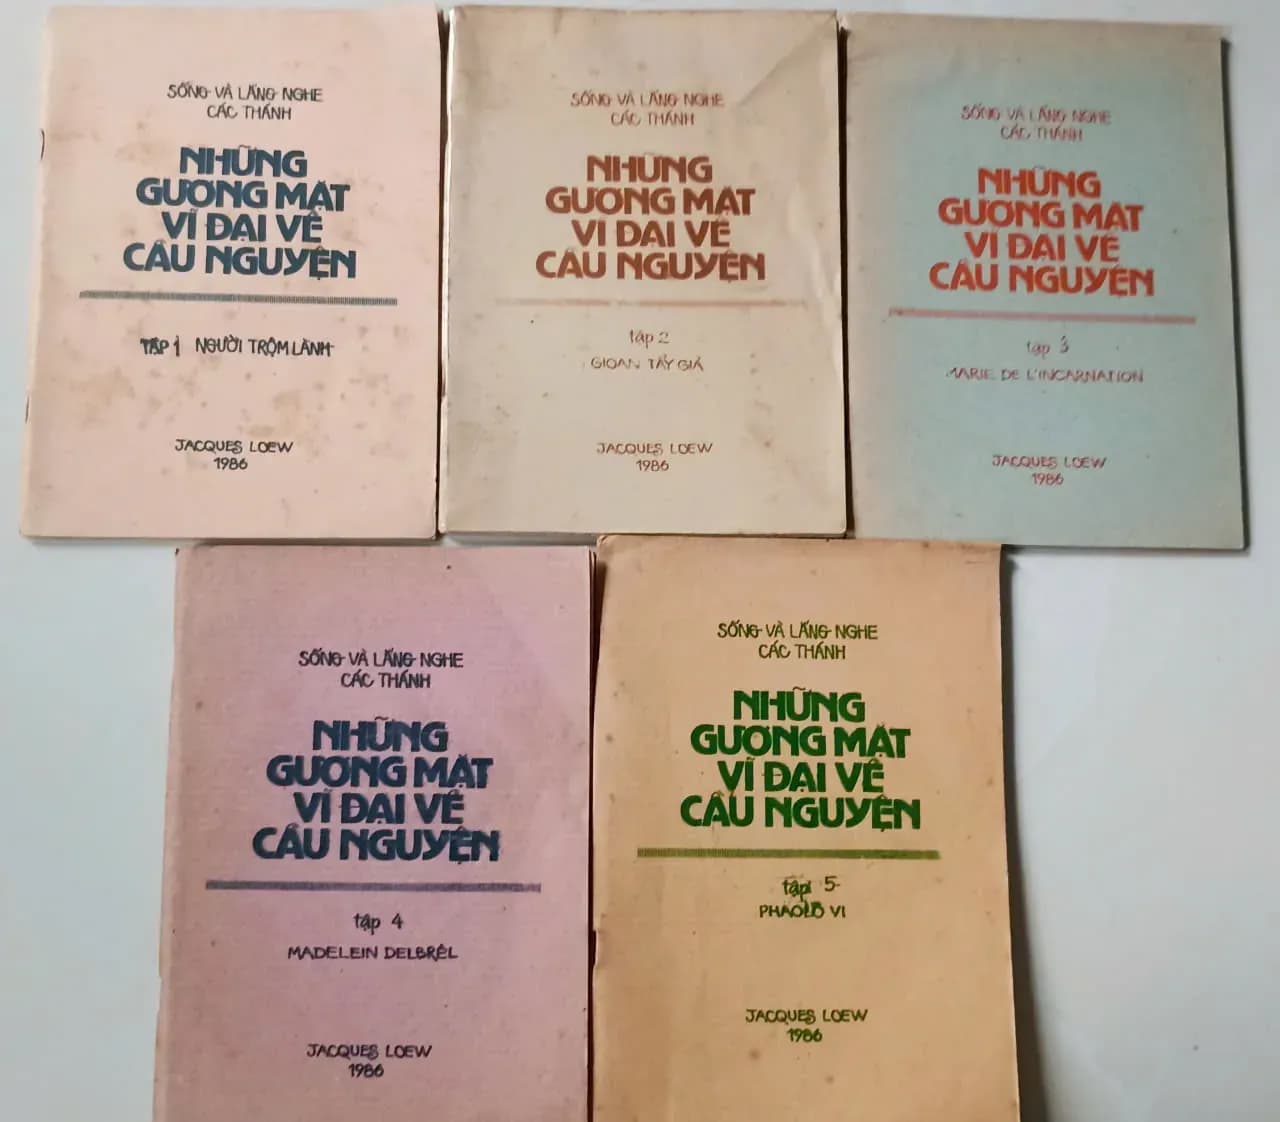 SỐNG VÀ LẮNG NGHE
CÁC THÁNH
NHỮNG
GƯƠNG MẶT
VĨ ĐẠI VỀ
CẦU NGUYỆN
TẬP 1 NGƯỜI TRỘM LÀNH
JACQUES LOEW
1986
SỐNG VÀ LẮNG NGHE
CÁC THÁNH
NHỮNG
GƯƠNG MẶT
VĨ ĐẠI VỀ
CẦU NGUYỆN
tập 2
GIOAN TẨY GIẢ
JACQUES LOEW
1986
SỐNG VÀ LẮNG NGHE
CÁC THÁNH
NHỮNG
GƯƠNG MẶT
VĨ ĐẠI VỀ
CẦU NGUYỆN
tập 3
MARIE DE L'INCARNATION
JACQUES LOEW
1986
SỐNG VÀ LẮNG NGHE
CÁC THÁNH
NHỮNG
GƯƠNG MẶT
VĨ ĐẠI VỀ
CẦU NGUYỆN
tập 4
MADELEIN DELBRÊL
JACQUES LOEW
1986
SỐNG VÀ LẮNG NGHE
CÁC THÁNH
NHỮNG
GƯƠNG MẶT
VĨ ĐẠI VỀ
CẦU NGUYỆN
tập 5
PHAOLÔ VI
JACQUES LOEW
1986